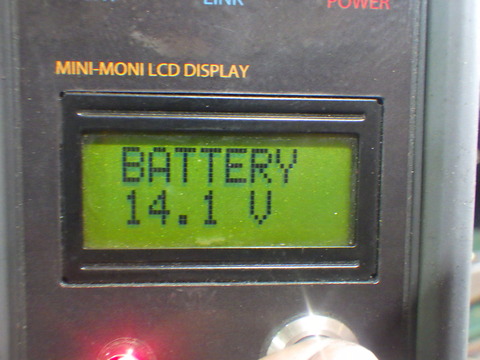 LINK
POWER
MINI-MONI LCD DISPLAY
BATTERY
14.1 V